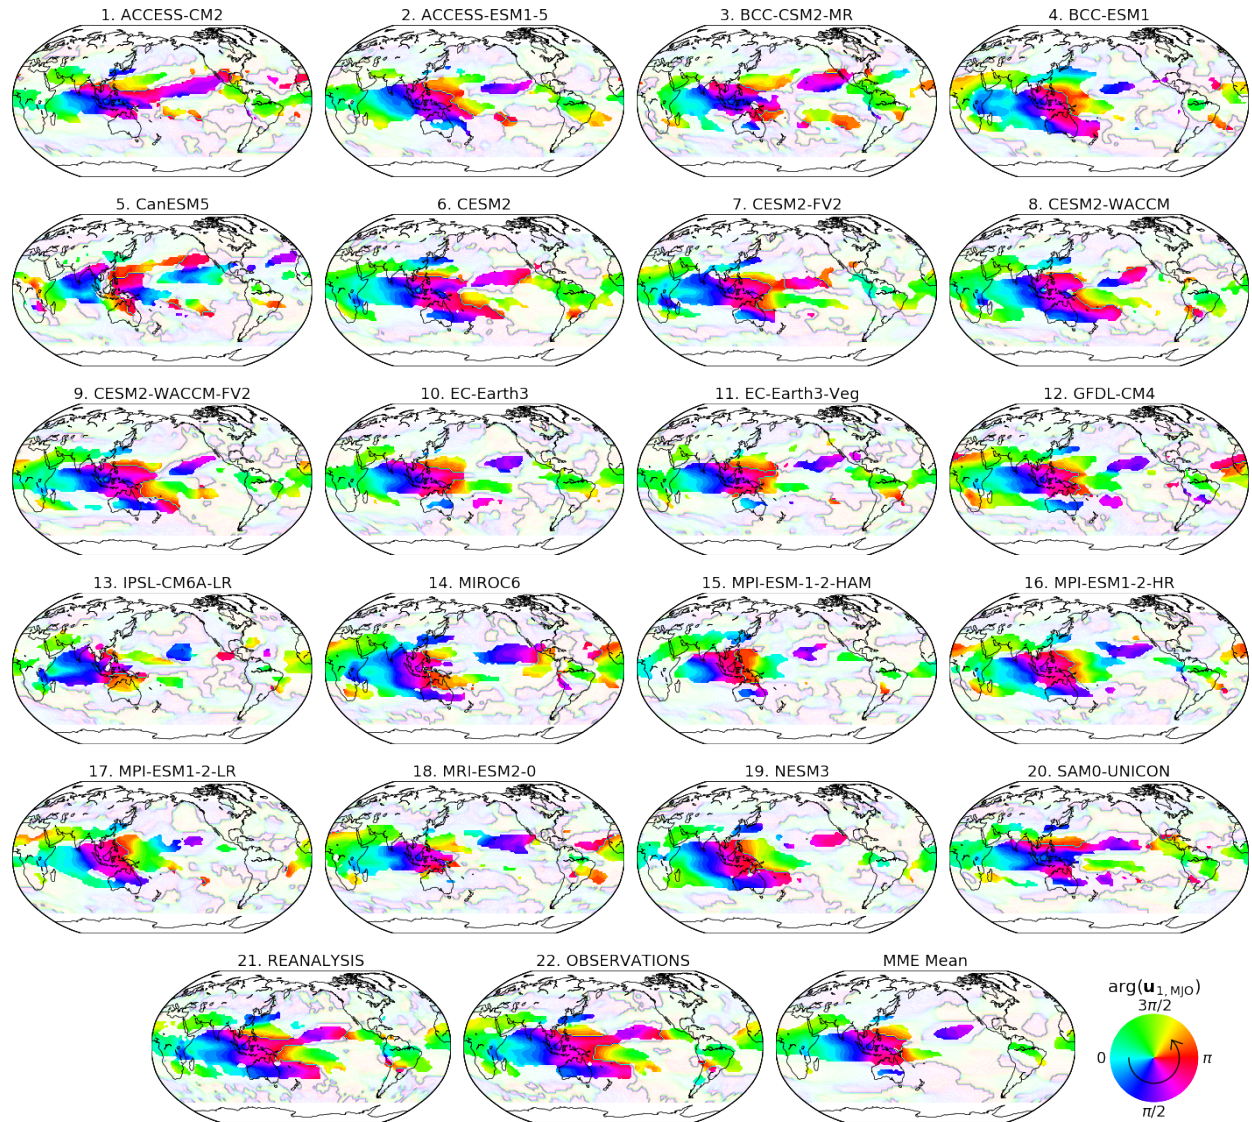 1. ACCESS-CM2
2. ACCESS-ESM1-5
3. BCC-CSM2-MR
4. BCC-ESM1
5. CanESM5
6. CESM2
7. CESM2-FV2
8. CESM2-WACCM
9. CESM2-WACCM-FV2
10. EC-Earth3
11. EC-Earth3-Veg
12. GFDL-CM4
13. IPSL-CM6A-LR
14. MIROC6
15. MPI-ESM-1-2-HAM
16. MPI-ESM1-2-HR
17. MPI-ESM1-2-LR
18. MRI-ESM2-0
19. NESM3
20. SAM0-UNICON
21. REANALYSIS
22. OBSERVATIONS
MME Mean
arg(u1,MJO)
3π/2
0
π
π/2